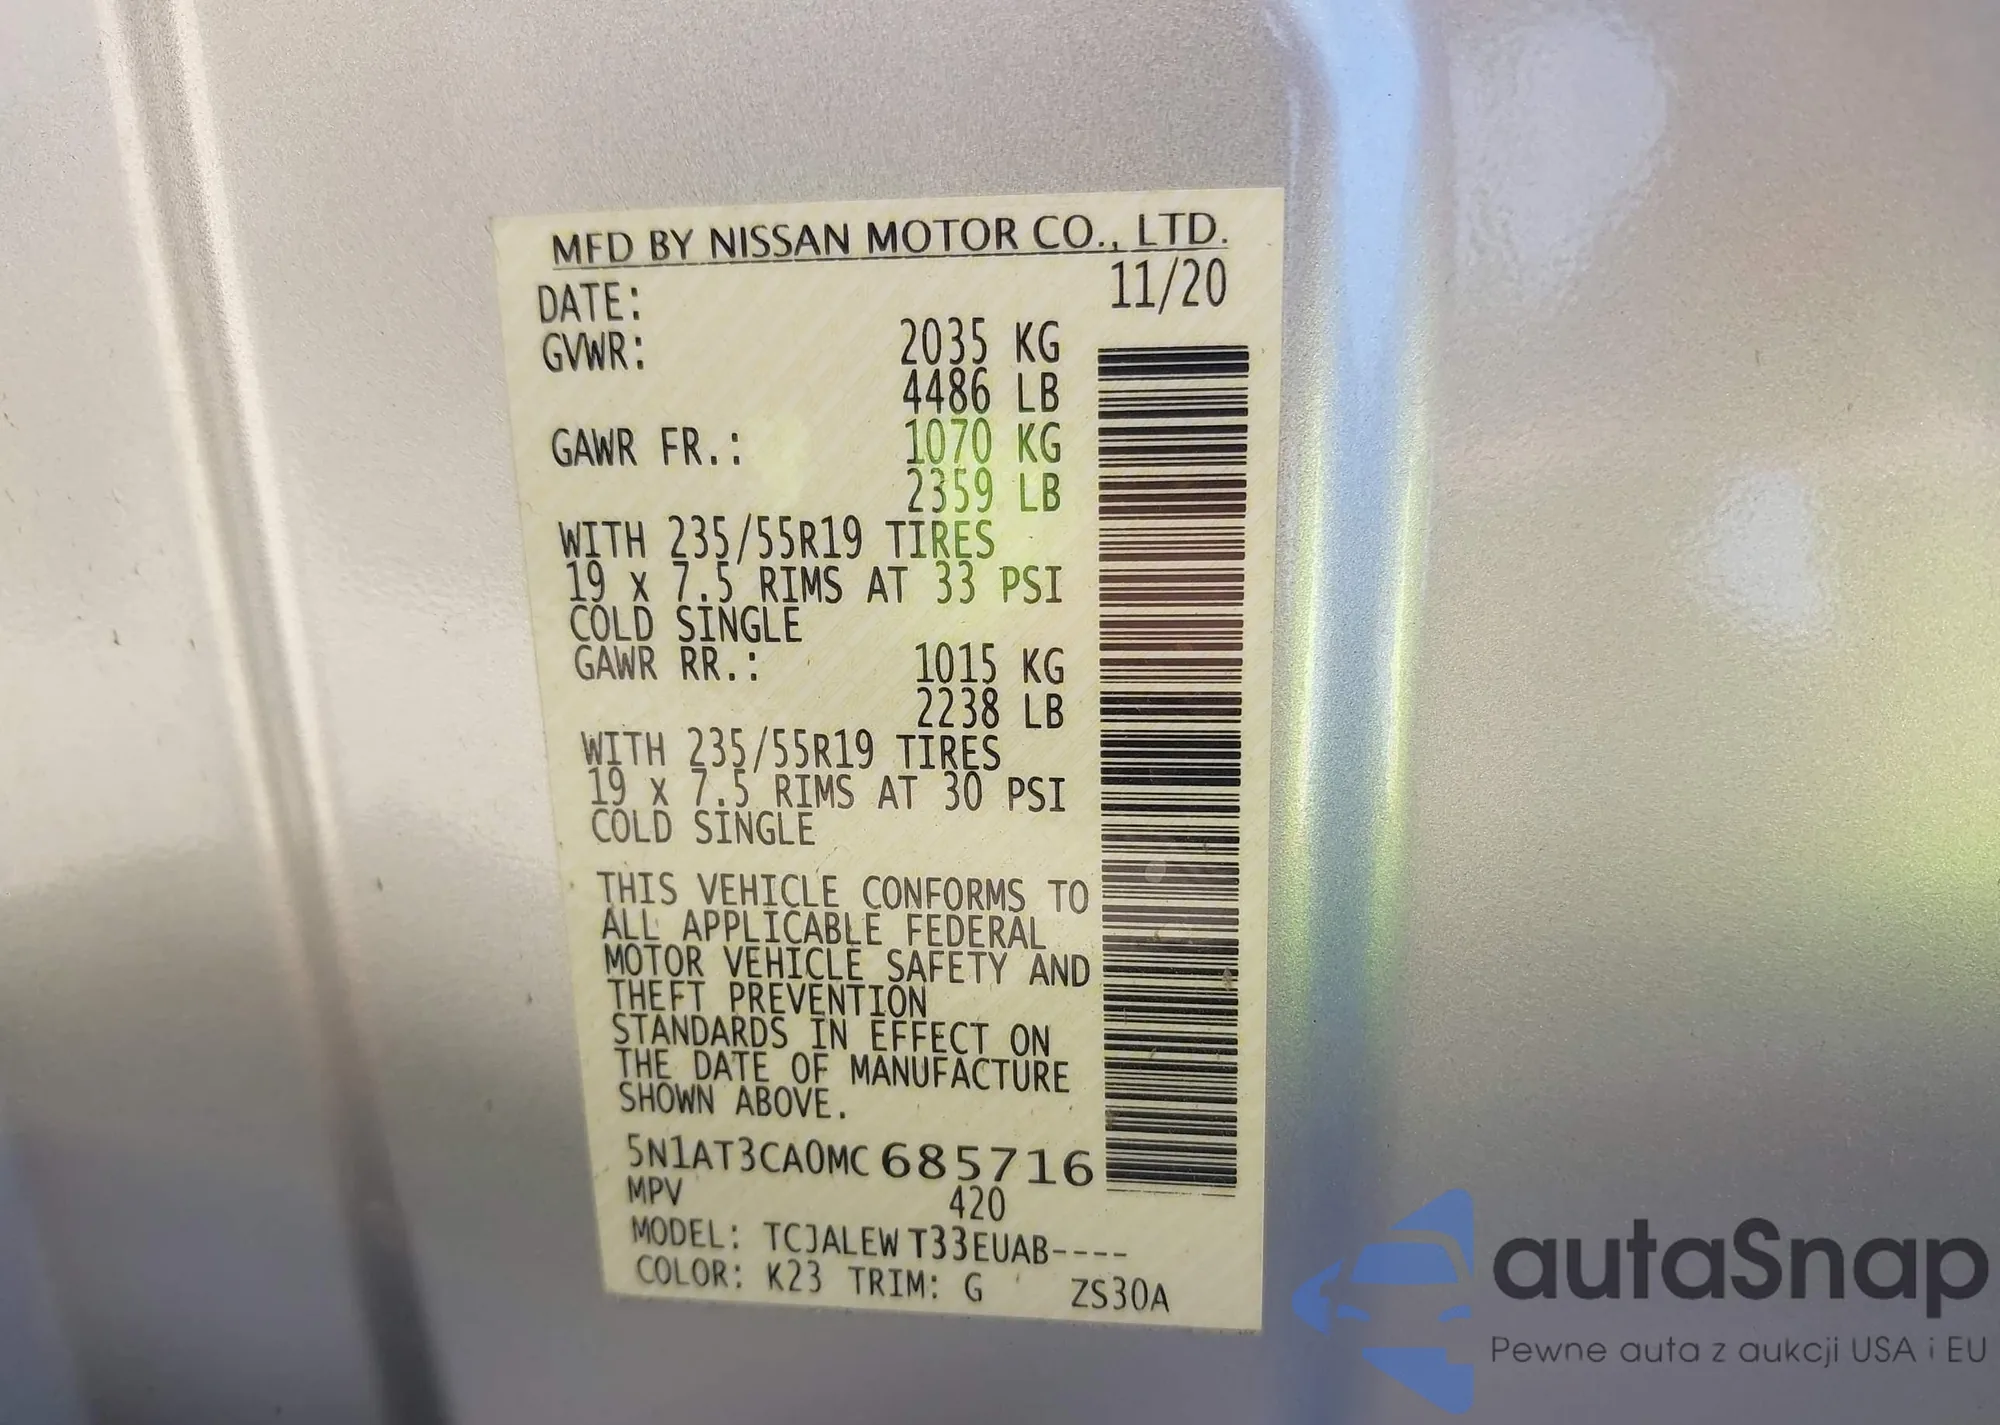 MFD BY NISSAN MOTOR CO., LTD.
DATE: 11/20
GVWR: 2035 KG
4486 LB
GAWR FR.: 1070 KG
2359 LB
WITH 235/55R19 TIRES
19 x 7.5 RIMS AT 33 PSI
COLD SINGLE
GAWR RR.: 1015 KG
2238 LB
WITH 235/55R19 TIRES
19 x 7.5 RIMS AT 30 PSI
COLD SINGLE
THIS VEHICLE CONFORMS TO
ALL APPLICABLE FEDERAL
MOTOR VEHICLE SAFETY AND
THEFT PREVENTION
STANDARDS IN EFFECT ON
THE DATE OF MANUFACTURE
SHOWN ABOVE.
5N1AT3CA0MC 685716
MPV 420
MODEL: TCJALEW T33EUAB----
COLOR: K23 TRIM: G ZS30A
autaSnap
Pewne auta z aukcji USA i EU